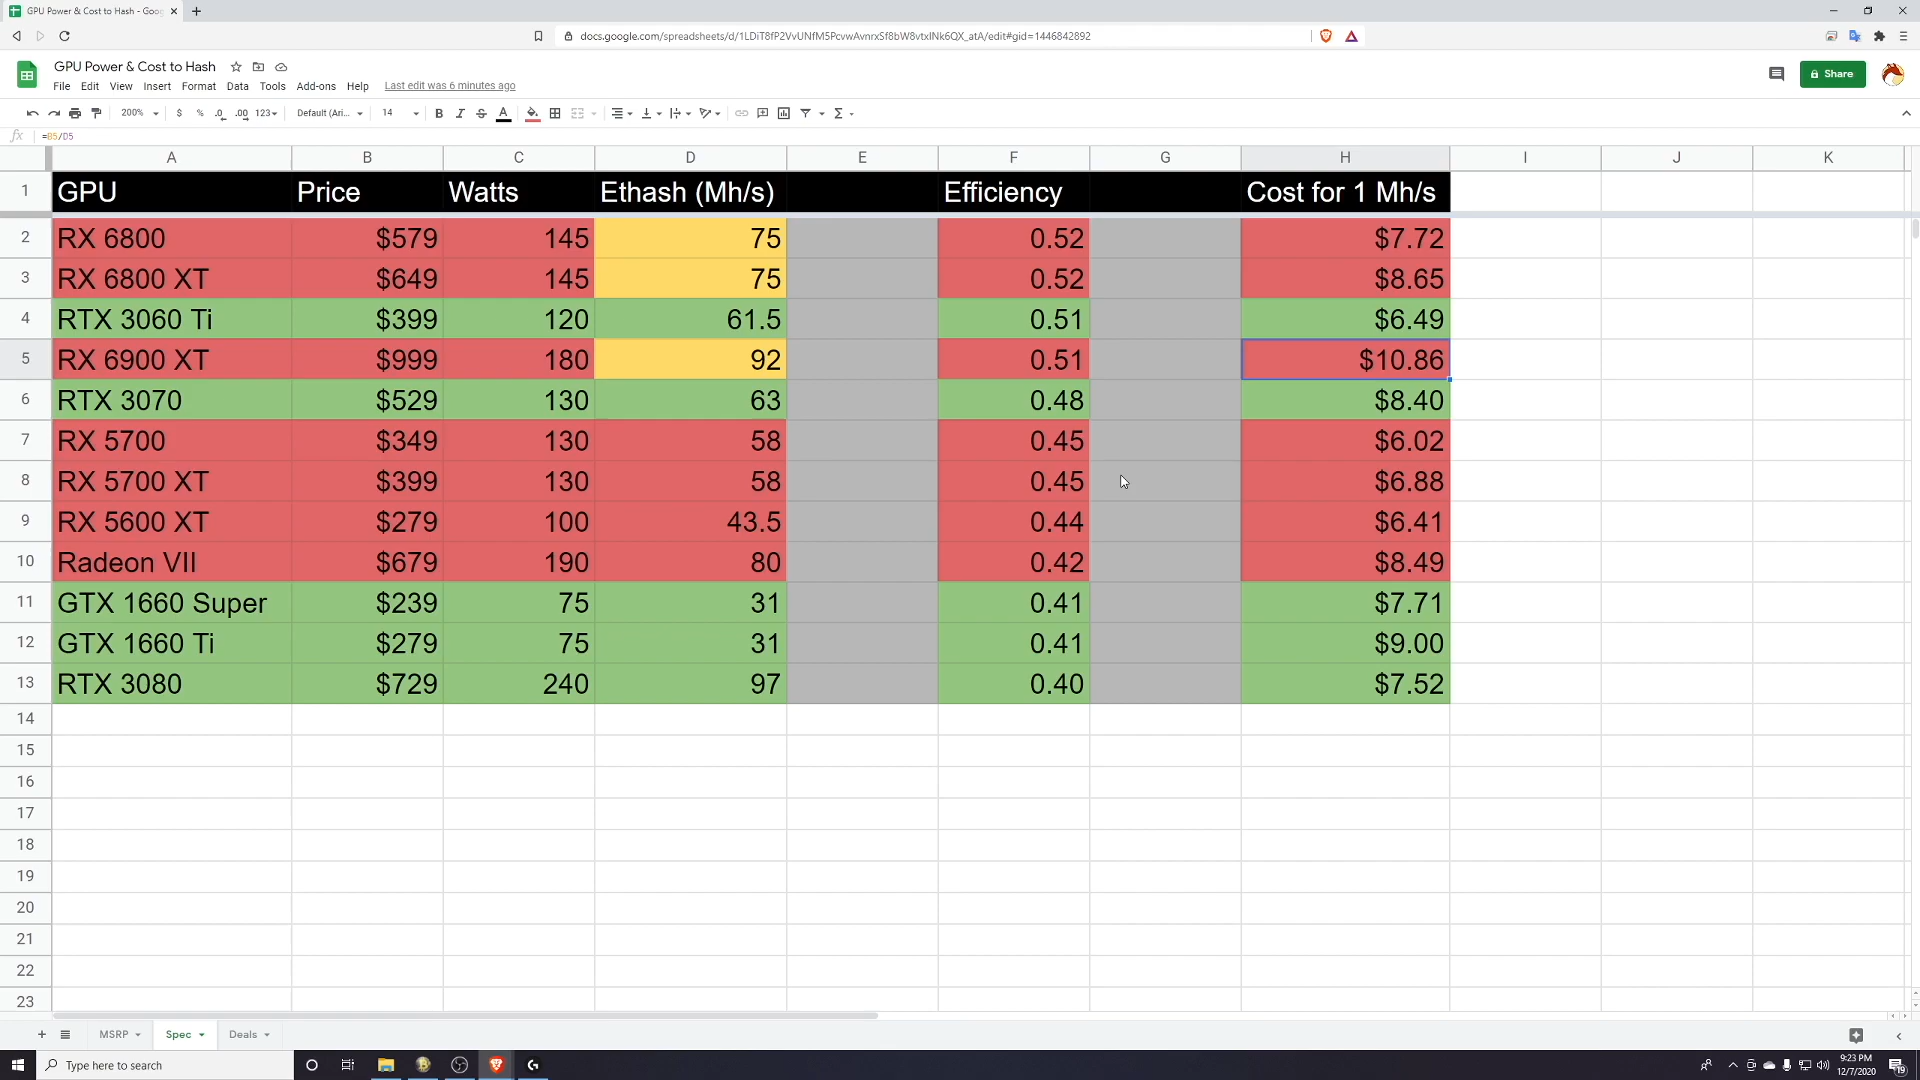 GPU Power & Cost to Hash - Goo
docs.google.com/spreadsheets/d/1LDiT8fP2VvUNfM5PcvwAvnrxSf8bW8vtxINk6QX_atA/edit#gid=1446842892
GPU Power & Cost to Hash
Share
File Edit View Insert Format Data Tools Add-ons Help Last edit was 6 minutes ago
200% $ % .0 .00 123 Default (Ari... 14 B I S A
=B5/D5
A B C D E F G H I J K
1 GPU Price Watts Ethash (Mh/s) Efficiency Cost for 1 Mh/s
2 RX 6800 $579 145 75 0.52 $7.72
3 RX 6800 XT $649 145 75 0.52 $8.65
4 RTX 3060 Ti $399 120 61.5 0.51 $6.49
5 RX 6900 XT $999 180 92 0.51 $10.86
6 RTX 3070 $529 130 63 0.48 $8.40
7 RX 5700 $349 130 58 0.45 $6.02
8 RX 5700 XT $399 130 58 0.45 $6.88
9 RX 5600 XT $279 100 43.5 0.44 $6.41
10 Radeon VII $679 190 80 0.42 $8.49
11 GTX 1660 Super $239 75 31 0.41 $7.71
12 GTX 1660 Ti $279 75 31 0.41 $9.00
13 RTX 3080 $729 240 97 0.40 $7.52
14
15
16
17
18
19
20
21
22
23
MSRP Spec Deals
Type here to search
9:23 PM
12/7/2020
19